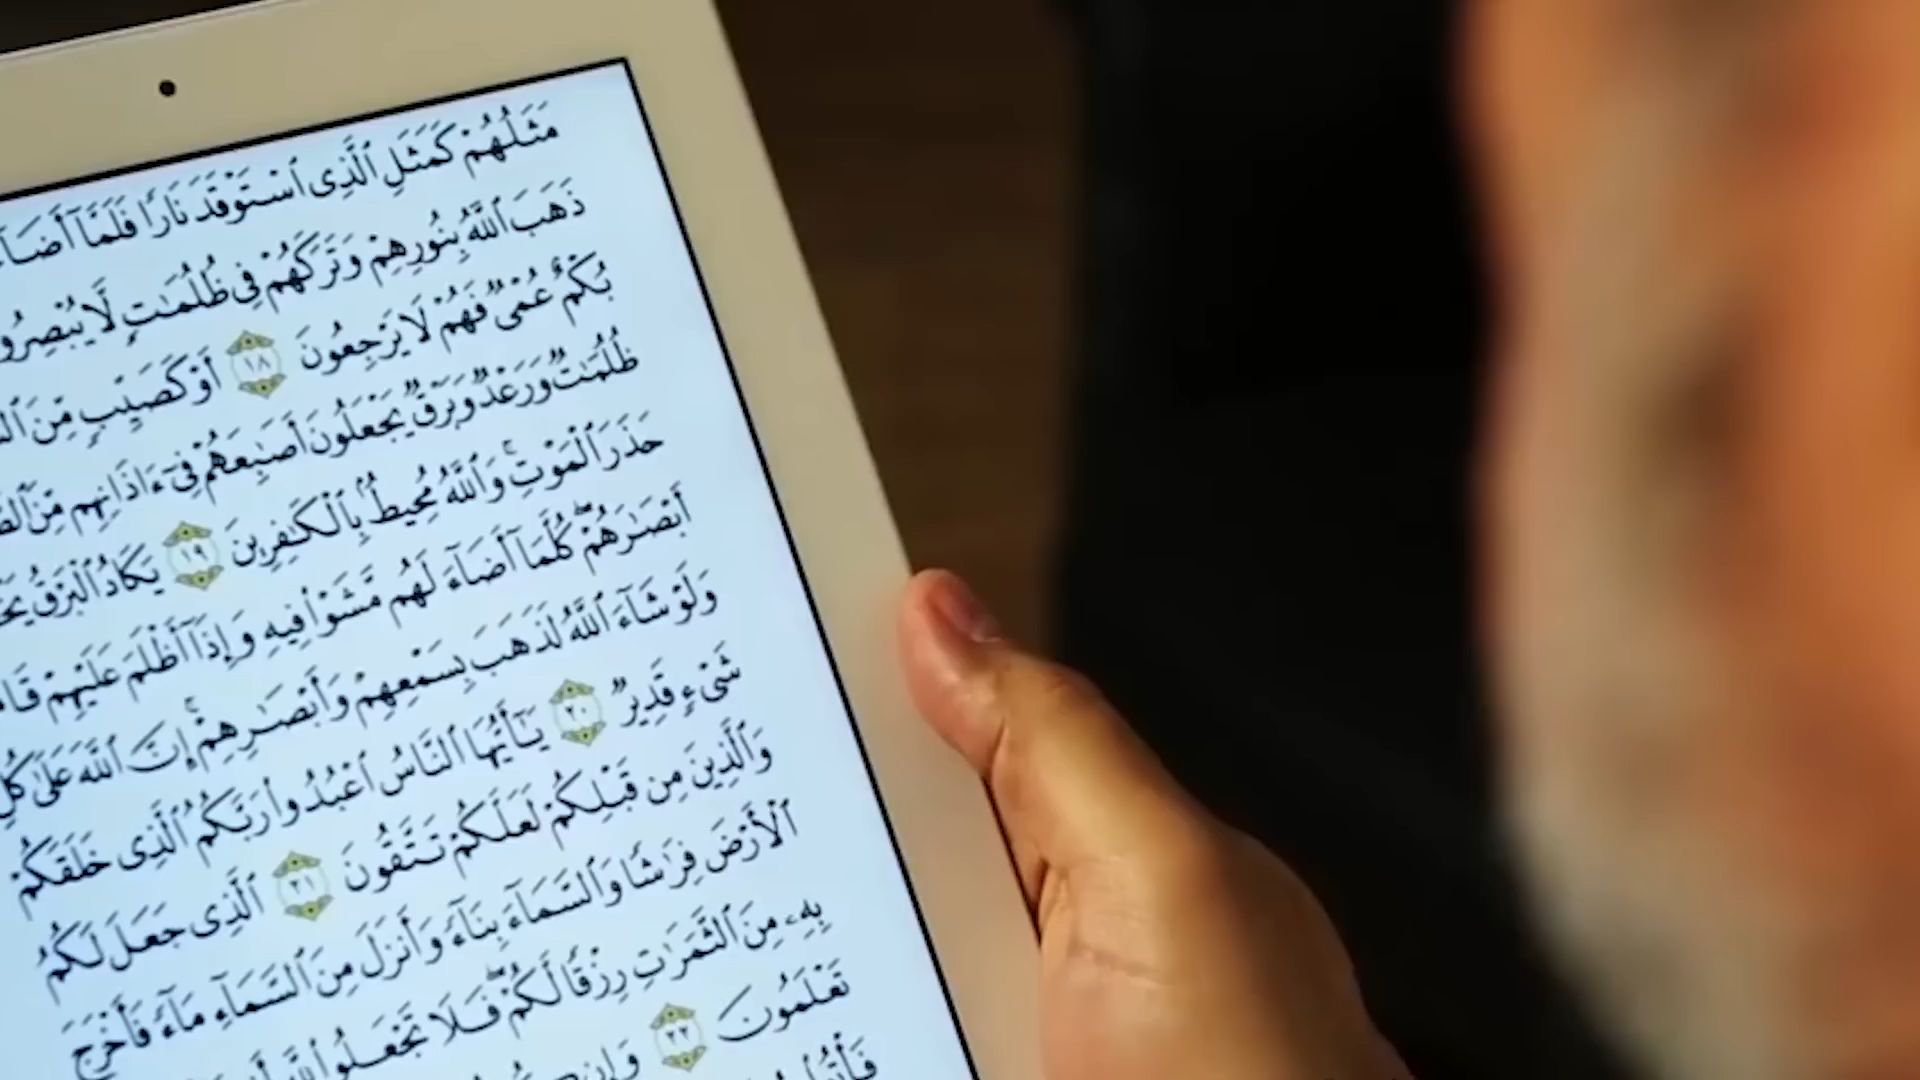 مَثَلُهُمْ كَمَثَلِ ٱلَّذِى ٱسْتَوْقَدَ نَارًا فَلَمَّآ أَضَآءَ
ذَهَبَ ٱللَّهُ بِنُورِهِمْ وَتَرَكَهُمْ فِى ظُلُمَـٰتٍ لَّا يُبْصِرُو
بُكْمٌ عُمْىٌ فَهُمْ لَا يَرْجِعُونَ ١٨ أَوْ كَصَيِّبٍ مِّنَ
ظُلُمَـٰتٌ وَرَعْدٌ وَبَرْقٌ يَجْعَلُونَ أَصَـٰبِعَهُمْ فِىٓ ءَاذَانِهِم مِّنَ
حَذَرَ ٱلْمَوْتِ ۚ وَٱللَّهُ مُحِيطٌۢ بِٱلْكَـٰفِرِينَ ١٩ يَكَادُ ٱلْبَرْقُ
أَبْصَـٰرَهُمْ ۖ كُلَّمَآ أَضَآءَ لَهُم مَّشَوْا۟ فِيهِ وَإِذَآ أَظْلَمَ عَلَيْهِمْ قَا
وَلَوْ شَآءَ ٱللَّهُ لَذَهَبَ بِسَمْعِهِمْ وَأَبْصَـٰرِهِمْ ۚ إِنَّ ٱللَّهَ عَلَىٰ كُلِّ
شَىْءٍ قَدِيرٌ ٢٠ يَـٰٓأَيُّهَا ٱلنَّاسُ ٱعْبُدُوا۟ رَبَّكُمُ ٱلَّذِى خَلَقَكُمْ
وَٱلَّذِينَ مِن قَبْلِكُمْ لَعَلَّكُمْ تَتَّقُونَ ٢١ ٱلَّذِى جَعَلَ لَكُمُ
ٱلْأَرْضَ فِرَٰشًا وَٱلسَّمَآءَ بِنَآءً وَأَنزَلَ مِنَ ٱلسَّمَآءِ مَآءً فَأَخْرَجَ
بِهِۦ مِنَ ٱلثَّمَرَٰتِ رِزْقًا لَّكُمْ ۖ فَلَا تَجْعَلُوا۟
تَعْلَمُونَ ٢٢ وَإِن